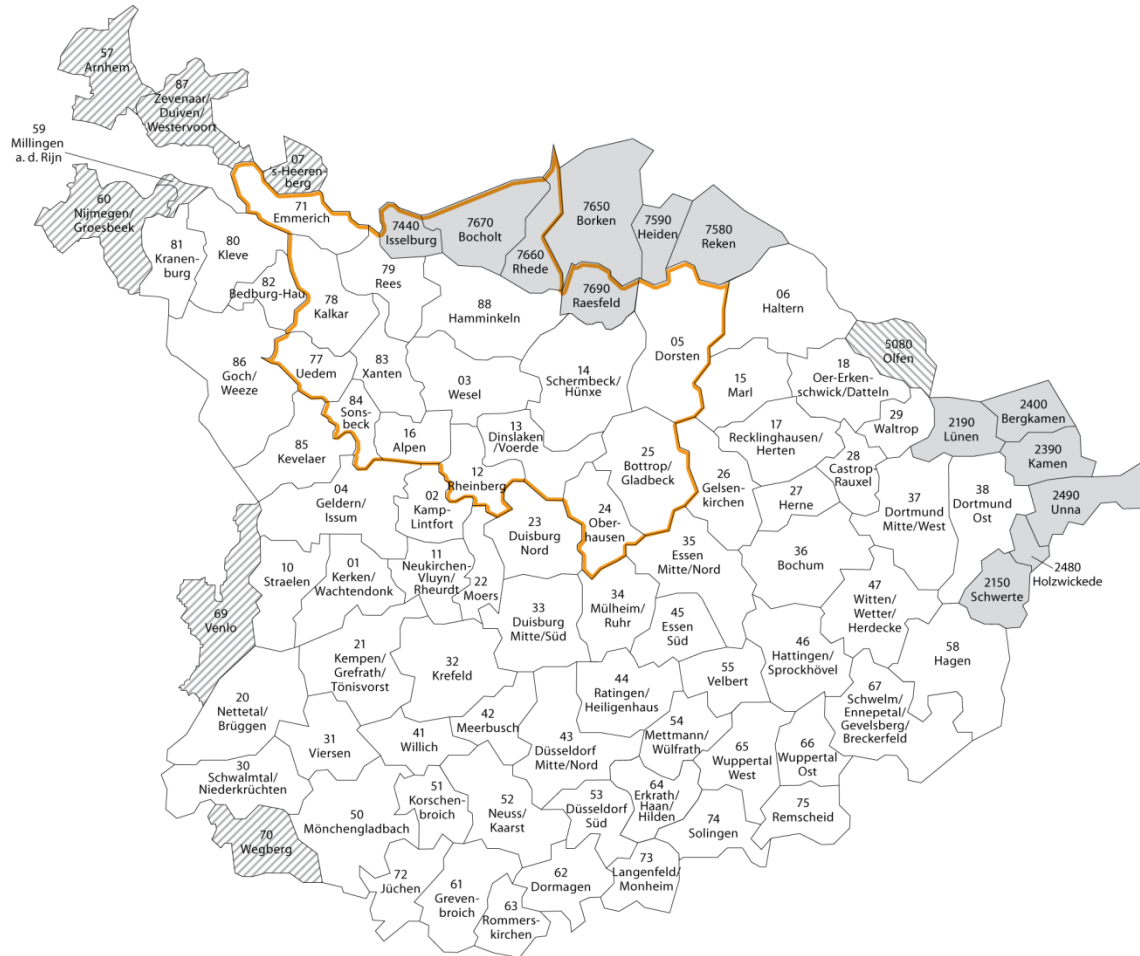 57
Arnhem
87
Zevenaar/
Duiven/
Westervoort
59
Millingen
a. d. Rijn
07
's-Heeren-
berg
60
Nijmegen/
Groesbeek
71
Emmerich
7440
Isselburg
7670
Bocholt
7660
Rhede
7650
Borken
7590
Heiden
7580
Reken
7690
Raesfeld
81
Kranen-
burg
80
Kleve
82
Bedburg-Hau
78
Kalkar
79
Rees
88
Hamminkeln
06
Haltern
5080
Olfen
05
Dorsten
86
Goch/
Weeze
77
Uedem
83
Xanten
03
Wesel
14
Schermbeck/
Hünxe
15
Marl
18
Oer-Erken-
schwick/Datteln
29
Waltrop
2190
Lünen
2400
Bergkamen
2390
Kamen
2490
Unna
84
Sons-
beck
16
Alpen
13
Dinslaken
/Voerde
17
Recklinghausen/
Herten
28
Castrop-
Rauxel
85
Kevelaer
25
Bottrop/
Gladbeck
26
Gelsen-
kirchen
27
Herne
37
Dortmund
Mitte/West
38
Dortmund
Ost
12
Rheinberg
04
Geldern/
Issum
02
Kamp-
Lintfort
23
Duisburg
Nord
24
Ober-
hausen
35
Essen
Mitte/Nord
36
Bochum
2480
Holzwickede
2150
Schwerte
10
Straelen
01
Kerken/
Wachtendonk
11
Neukirchen-
Vluyn/
Rheurdt
22
Moers
33
Duisburg
Mitte/Süd
34
Mülheim/
Ruhr
45
Essen
Süd
47
Witten/
Wetter/
Herdecke
69
Venlo
21
Kempen/
Grefrath/
Tönisvorst
32
Krefeld
46
Hattingen/
Sprockhövel
58
Hagen
20
Nettetal/
Brüggen
44
Ratingen/
Heiligenhaus
55
Velbert
67
Schwelm/
Ennepetal/
Gevelsberg/
Breckerfeld
42
Meerbusch
31
Viersen
41
Willich
43
Düsseldorf
Mitte/Nord
54
Mettmann/
Wülfrath
65
Wuppertal
West
66
Wuppertal
Ost
30
Schwalmtal/
Niederkrüchten
51
Korschen-
broich
52
Neuss/
Kaarst
53
Düsseldorf
Süd
64
Erkrath/
Haan/
Hilden
74
Solingen
75
Remscheid
50
Mönchengladbach
70
Wegberg
72
Jüchen
61
Greven-
broich
62
Dormagen
73
Langenfeld/
Monheim
63
Rommers-
kirchen